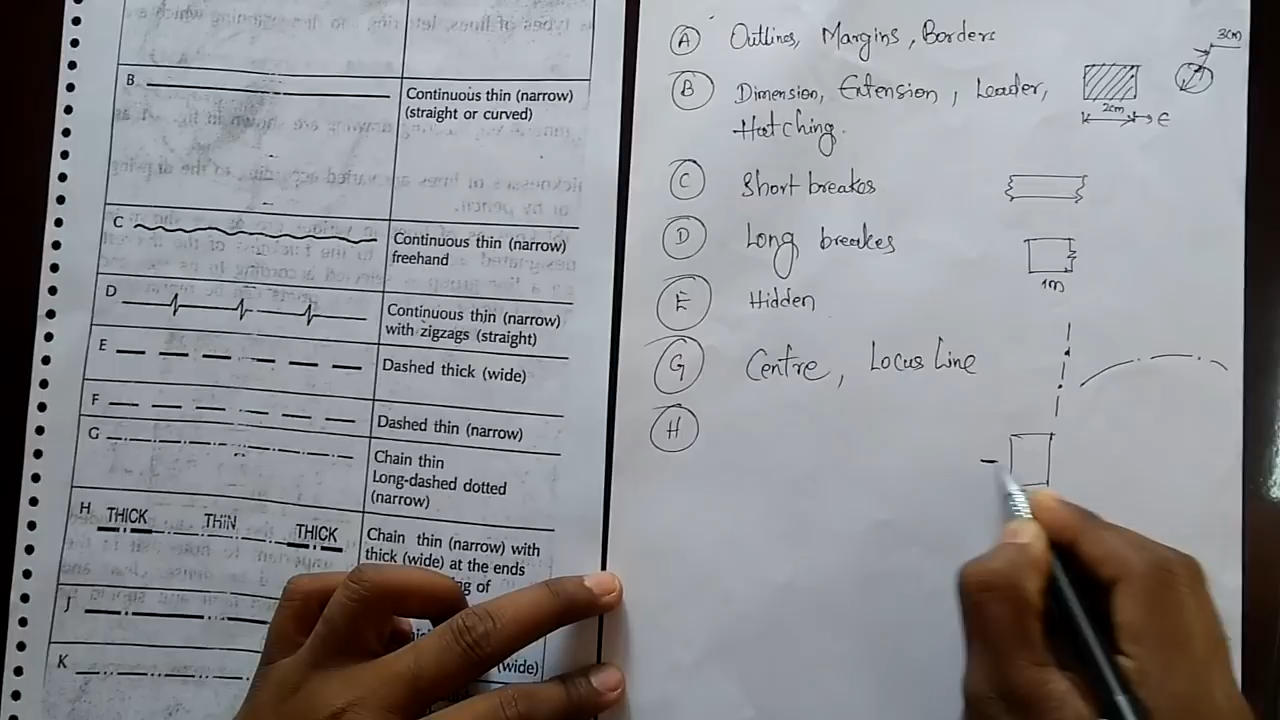 B
Continuous thin (narrow)
(straight or curved)
C
Continuous thin (narrow)
freehand
D
Continuous thin (narrow)
with zigzags (straight)
E
Dashed thick (wide)
F
Dashed thin (narrow)
G
Chain thin
Long-dashed dotted
(narrow)
H THICK THIN THICK
Chain thin (narrow) with
thick (wide) at the ends
of
J
(wide)
K
A Outlines, Margins, Borders
3cm
B Dimension, Extension, Leader,
Hatching.
2cm
E
C Short breakes
D Long breakes
1m
E Hidden
G Centre, Locus Line
H